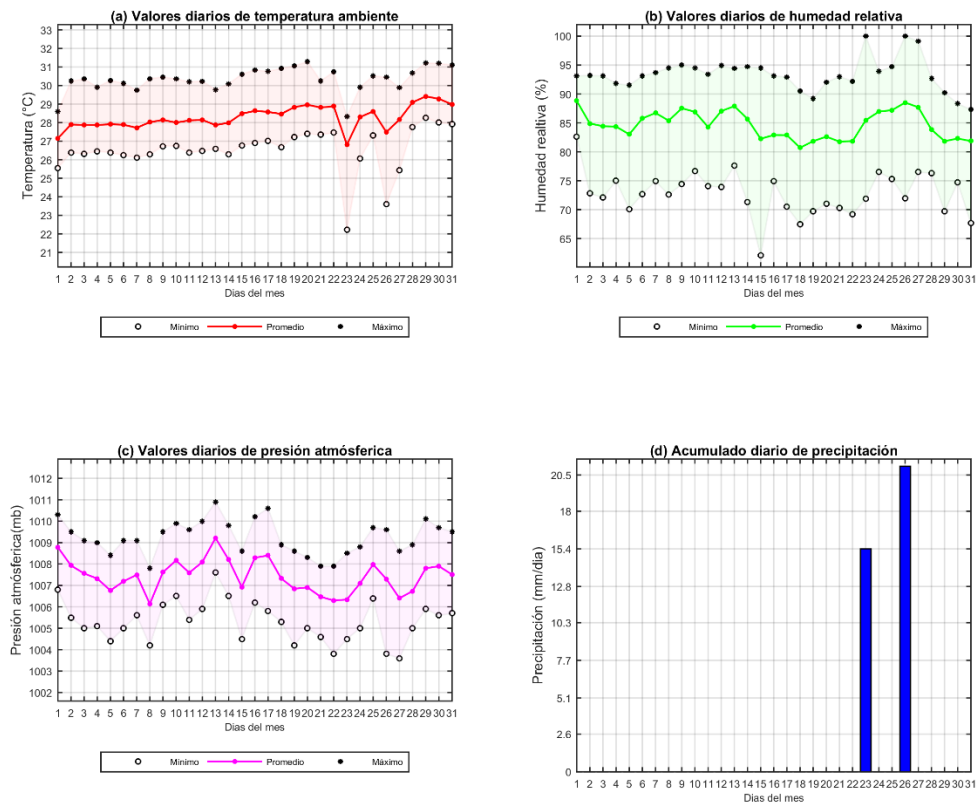 (a) Valores diarios de temperatura ambiente
Temperatura (°C)
33
32
31
30
29
28
27
26
25
24
23
22
21
1 2 3 4 5 6 7 8 9 10 11 12 13 14 15 16 17 18 19 20 21 22 23 24 25 26 27 28 29 30 31
Dias del mes
Minimo Promedio Máximo
(b) Valores diarios de humedad relativa
Humedad realtiva (%)
100
95
90
85
80
75
70
65
1 2 3 4 5 6 7 8 9 10 11 12 13 14 15 16 17 18 19 20 21 22 23 24 25 26 27 28 29 30 31
Dias del mes
Minimo Promedio Máximo
(c) Valores diarios de presión atmósferica
Presión atmósferica(mb)
1012
1011
1010
1009
1008
1007
1006
1005
1004
1003
1002
1 2 3 4 5 6 7 8 9 10 11 12 13 14 15 16 17 18 19 20 21 22 23 24 25 26 27 28 29 30 31
Dias del mes
Minimo Promedio Máximo
(d) Acumulado diario de precipitación
Precipitación (mm/dia)
20.5
18
15.4
12.8
10.3
7.7
5.1
2.6
0
1 2 3 4 5 6 7 8 9 10 11 12 13 14 15 16 17 18 19 20 21 22 23 24 25 26 27 28 29 30 31
Dias del mes